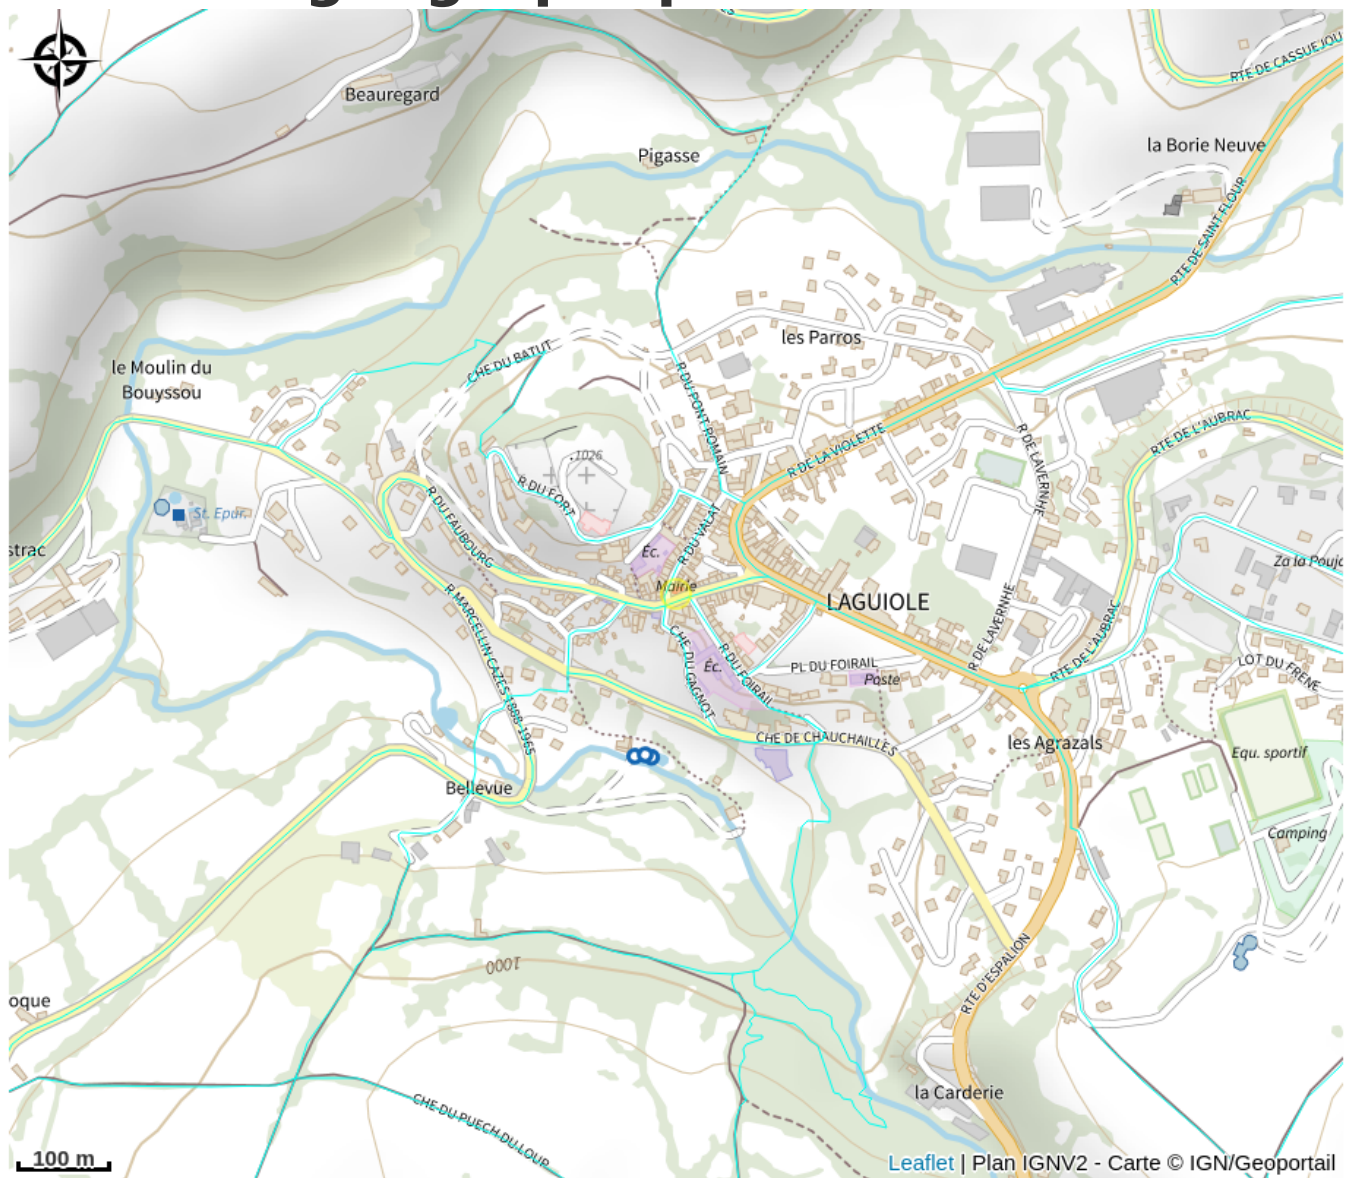 RTE DE CASSUEJOU
Beauregard
la Borie Neuve
Pigasse
RTE DE SAINT-FLOUR
les Parros
CHE DU BATUT
le Moulin du
Bouyssou
R DU PONT ROMAIN
RTE DE L'AUBRAC
R DE LA VIOLETTE
R DE LAVERNHE
.1026
R DU FORT
R DU FAUBOURG
St. Epur.
R DU VALAT
strac
Éc.
Za la Poujc
Mairie
LAGUIOLE
R MARCELLIN CAZES 1888-1965
R DE LAVERNHE
RTE DE L'AUBRAC
CHE DU GAGNOT
R DU FOIRAIL
Éc.
PL DU FOIRAIL
Poste
LOT DU FRENE
CHE DE CHAUCHAILLES
les Agrazals
Equ. sportif
Bellevue
Camping
1000
RTE D'ESPALION
oque
la Carderie
CHE DU PUECH DU LOUP
100 m
Leaflet | Plan IGNV2 - Carte © IGN/Geoportail